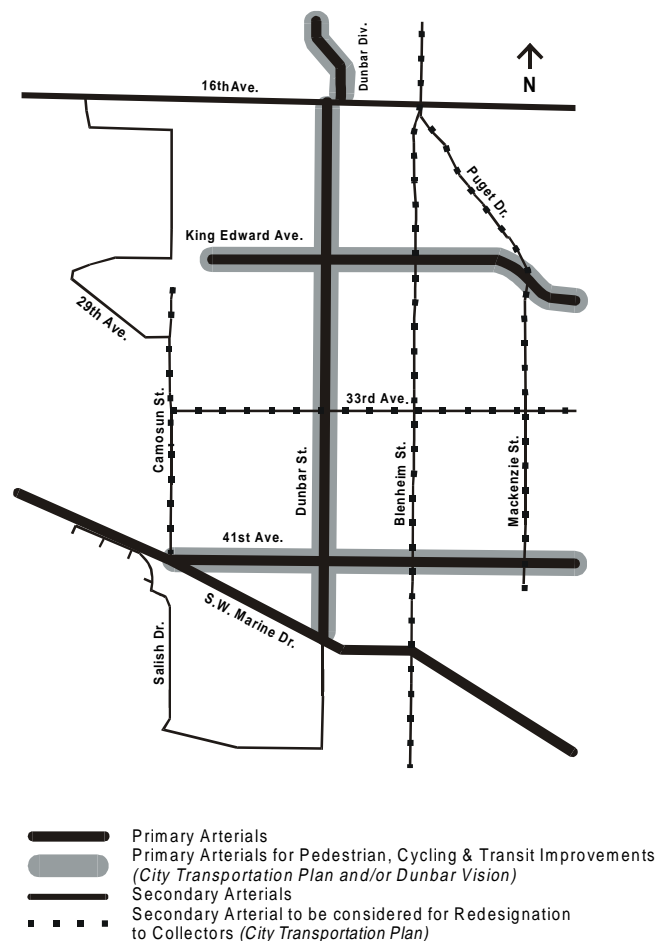 Dunbar Div.
16th Ave.
N
Puget Dr.
King Edward Ave.
29th Ave.
33rd Ave.
Camosun St.
Dunbar St.
Blenheim St.
Mackenzie St.
41st Ave.
S.W. Marine Dr.
Salish Dr.
Primary Arterials
Primary Arterials for Pedestrian, Cycling & Transit Improvements
(City Transportation Plan and/or Dunbar Vision)
Secondary Arterials
Secondary Arterial to be considered for Redesignation
to Collectors (City Transportation Plan)